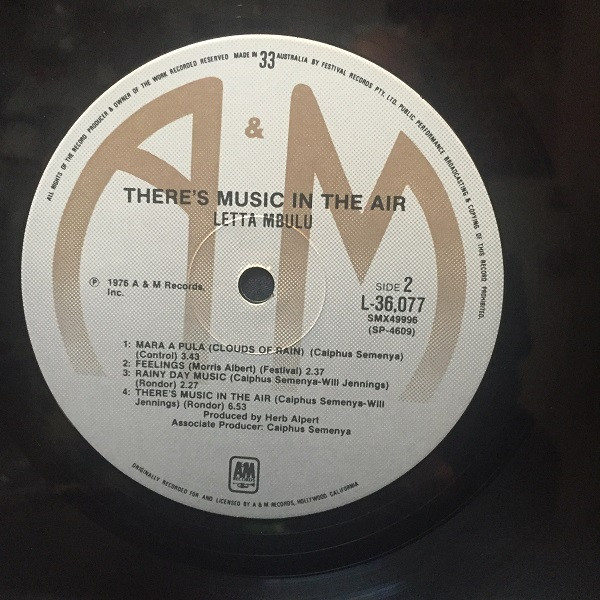 ALL RIGHTS OF THE RECORD PRODUCER & OWNER OF THE WORK RECORDED RESERVED MADE IN 33 AUSTRALIA BY FESTIVAL RECORDS PTY. LTD. PUBLIC PERFORMANCE BROADCASTING & COPYING OF THIS RECORD PROHIBITED.
A & M
THERE'S MUSIC IN THE AIR
LETTA MBULU
℗ 1976 A & M Records,
Inc.
SIDE 2
L-36,077
SMX49996
(SP-4609)
1: MARA A PULA (CLOUDS OF RAIN) (Caiphus Semenya)
(Control) 3.43
2: FEELINGS (Morris Albert) (Festival) 2.37
3: RAINY DAY MUSIC (Caiphus Semenya-Will Jennings)
(Rondor) 2.27
4: THERE'S MUSIC IN THE AIR (Caiphus Semenya-Will
Jennings) (Rondor) 6.53
Produced by Herb Alpert
Associate Producer: Caiphus Semenya
A&M
RECORDS
ORIGINALLY RECORDED FOR AND LICENSED BY A & M RECORDS, HOLLYWOOD CALIFORNIA